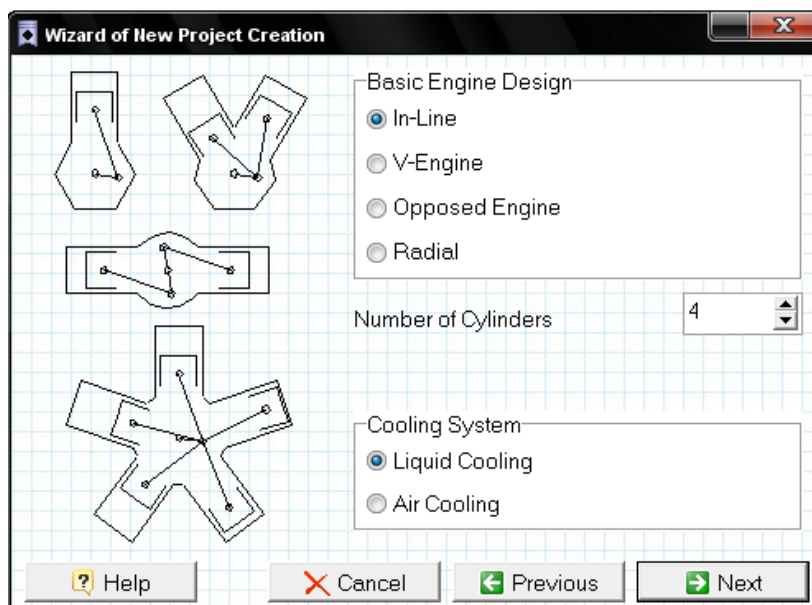 Wizard of New Project Creation
Basic Engine Design
In-Line
V-Engine
Opposed Engine
Radial
Number of Cylinders
4
Cooling System
Liquid Cooling
Air Cooling
Help
Cancel
Previous
Next